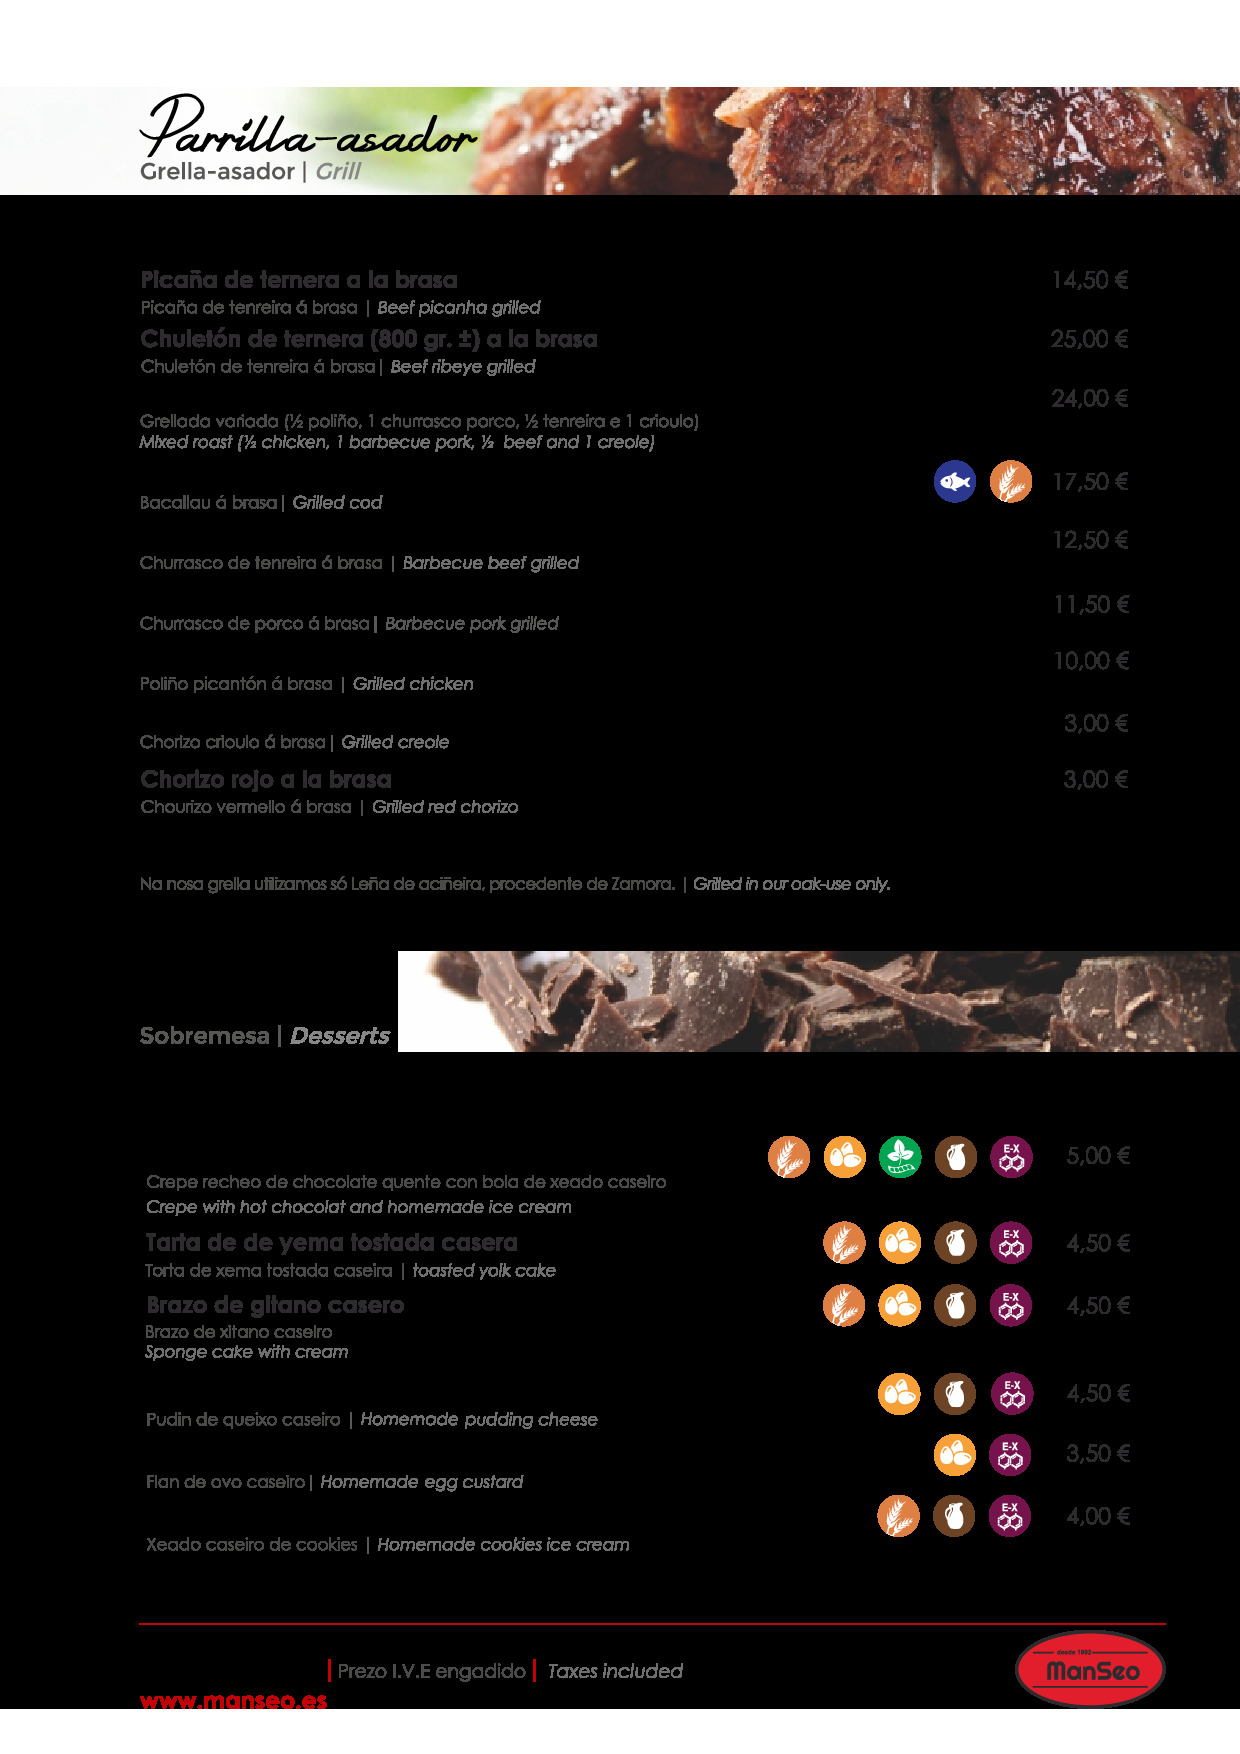 Parrilla-asador
Grella-asador | Grill
Picaña de ternera a la brasa 14,50 €
Picaña de tenreira á brasa | Beef picanha grilled
Chuletón de ternera (800 gr. ±) a la brasa 25,00 €
Chuletón de tenreira á brasa| Beef ribeye grilled
24,00 €
Grellada variada (½ poliño, 1 churrasco porco, ½ tenreira e 1 crioulo)
Mixed roast (½ chicken, 1 barbecue pork, ½ beef and 1 creole)
17,50 €
Bacallau á brasa| Grilled cod
12,50 €
Churrasco de tenreira á brasa | Barbecue beef grilled
11,50 €
Churrasco de porco á brasa| Barbecue pork grilled
10,00 €
Poliño picantón á brasa | Grilled chicken
3,00 €
Chorizo crioulo á brasa| Grilled creole
Chorizo rojo a la brasa 3,00 €
Chourizo vermello á brasa | Grilled red chorizo
Na nosa grella utilizamos só Leña de aciñeira, procedente de Zamora. | Grilled in our oak-use only.
Sobremesa | Desserts
E-X 5,00 €
Crepe recheo de chocolate quente con bola de xeado caseiro
Crepe with hot chocolat and homemade ice cream
Tarta de de yema tostada casera E-X 4,50 €
Torta de xema tostada caseira | toasted yolk cake
Brazo de gitano casero E-X 4,50 €
Brazo de xitano caseiro
Sponge cake with cream
E-X 4,50 €
Pudin de queixo caseiro | Homemade pudding cheese
E-X 3,50 €
Flan de ovo caseiro| Homemade egg custard
E-X 4,00 €
Xeado caseiro de cookies | Homemade cookies ice cream
| Prezo I.V.E engadido | Taxes included
desde 1992
ManSeo
www.manseo.es